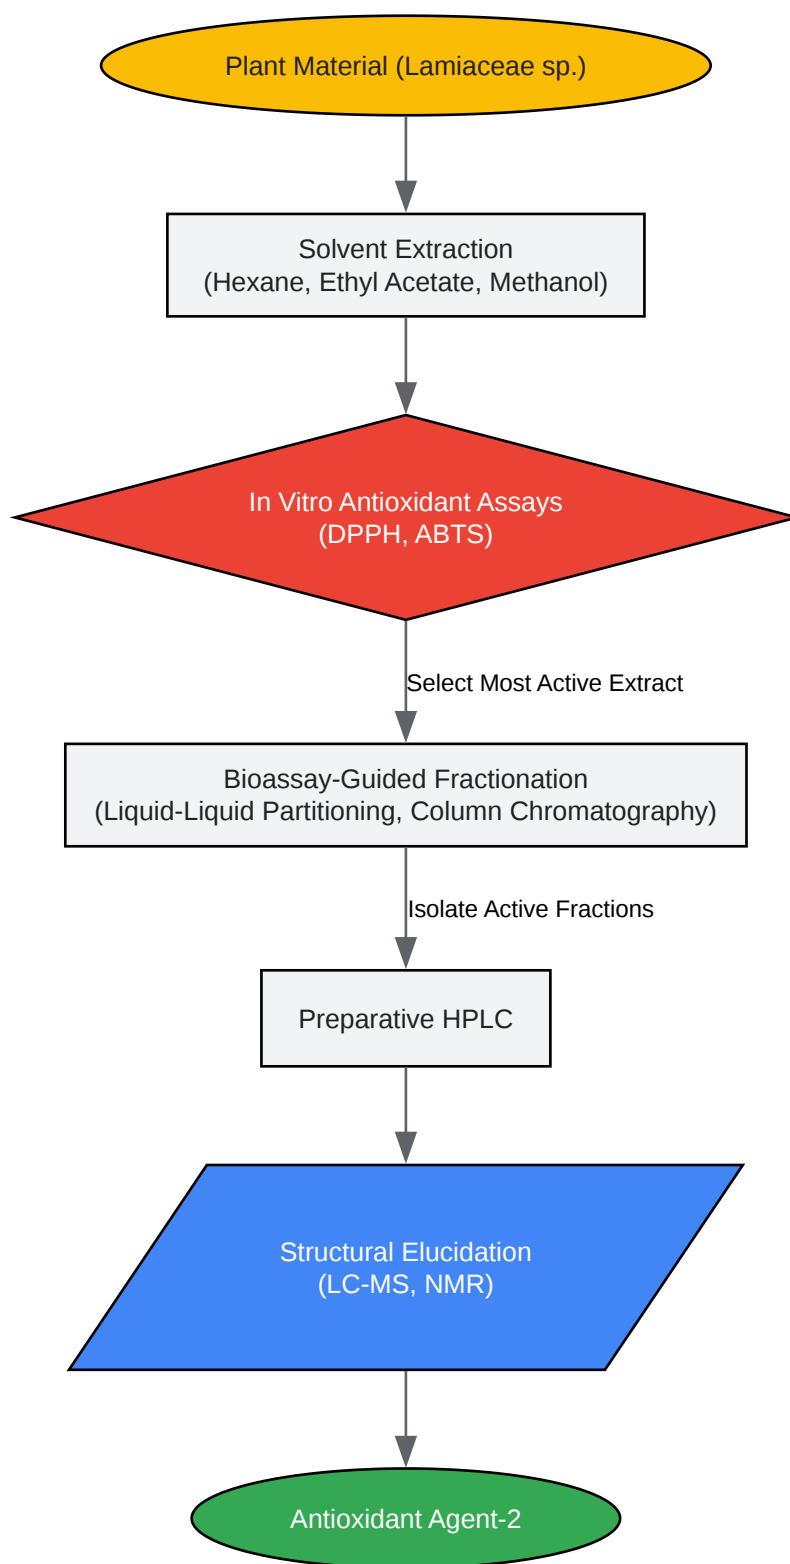 Plant Material (Lamiaceae sp.)
Solvent Extraction
(Hexane, Ethyl Acetate, Methanol)
In Vitro Antioxidant Assays
(DPPH, ABTS)
Select Most Active Extract
Bioassay-Guided Fractionation
(Liquid-Liquid Partitioning, Column Chromatography)
Isolate Active Fractions
Preparative HPLC
Structural Elucidation
(LC-MS, NMR)
Antioxidant Agent-2